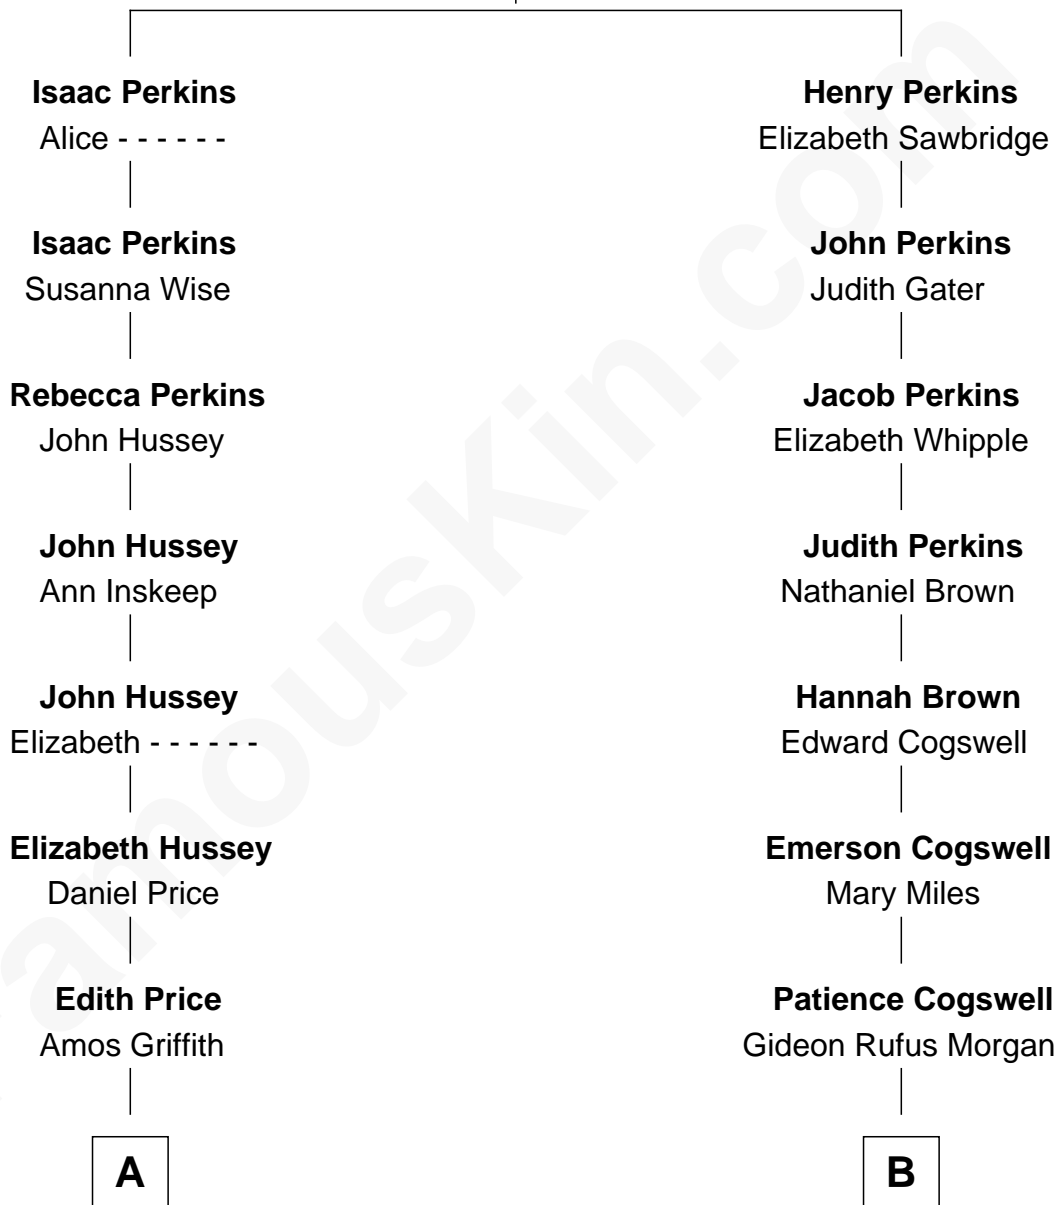 Isaac Perkins
Alice - - - - - -
Isaac Perkins
Susanna Wise
Rebecca Perkins
John Hussey
John Hussey
Ann Inskeep
John Hussey
Elizabeth - - - - - -
Elizabeth Hussey
Daniel Price
Edith Price
Amos Griffith
A
Henry Perkins
Elizabeth Sawbridge
John Perkins
Judith Gater
Jacob Perkins
Elizabeth Whipple
Judith Perkins
Nathaniel Brown
Hannah Brown
Edward Cogswell
Emerson Cogswell
Mary Miles
Patience Cogswell
Gideon Rufus Morgan
B
amousKin.com